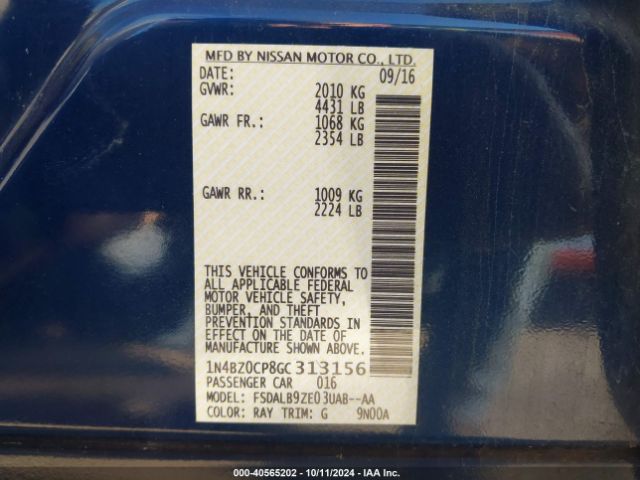 MFD BY NISSAN MOTOR CO., LTD.
DATE: 09/16
GVWR: 2010 KG
4431 LB
GAWR FR.: 1068 KG
2354 LB
GAWR RR.: 1009 KG
2224 LB
THIS VEHICLE CONFORMS TO
ALL APPLICABLE FEDERAL
MOTOR VEHICLE SAFETY,
BUMPER, AND THEFT
PREVENTION STANDARDS IN
EFFECT ON THE DATE OF
MANUFACTURE SHOWN ABOVE.
1N4BZ0CP8GC313156
PASSENGER CAR 016
MODEL: FSDALB9ZE03UAB--AA
COLOR: RAY TRIM: G 9N00A
000-40565202 - 10/11/2024 - IAA Inc.